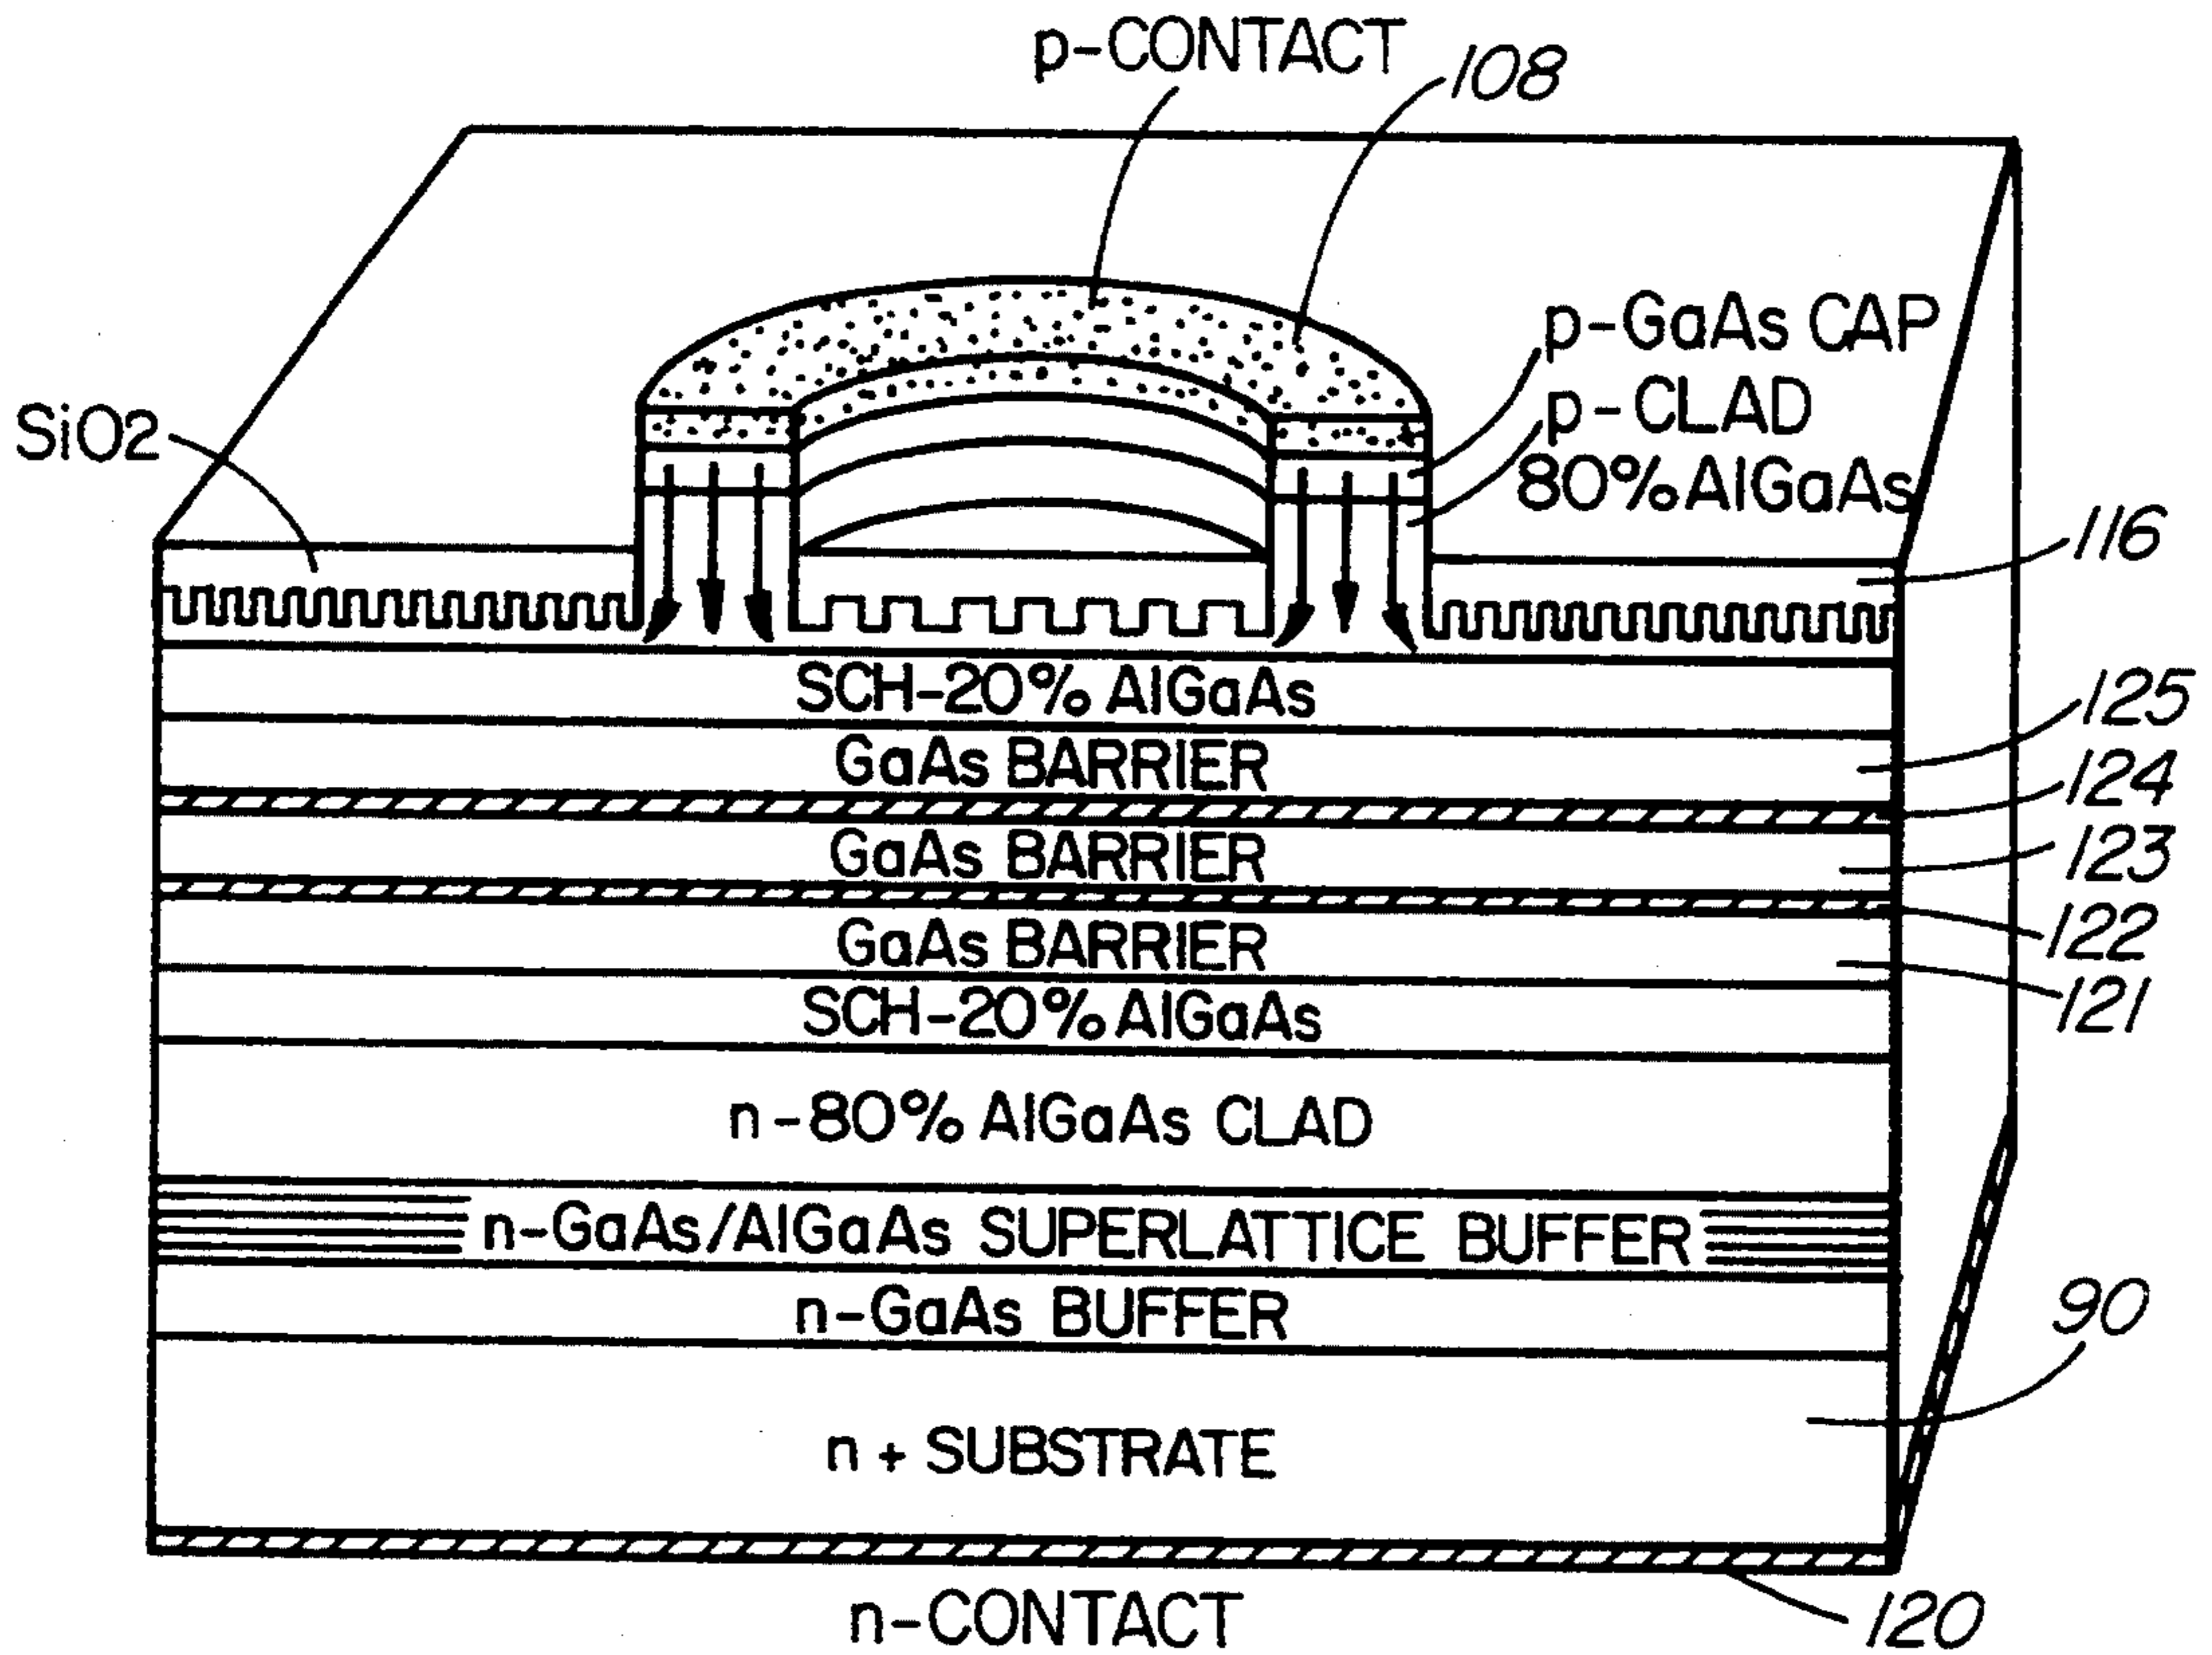 p-CONTACT
108
p-GaAs CAP
p-CLAD
80% AlGaAs
SiO2
116
SCH-20% AlGaAs
125
GaAs BARRIER
124
GaAs BARRIER
123
122
GaAs BARRIER
121
SCH-20% AlGaAs
n-80% AlGaAs CLAD
n-GaAs/AlGaAs SUPERLATTICE BUFFER
n-GaAs BUFFER
90
n+ SUBSTRATE
120
n-CONTACT